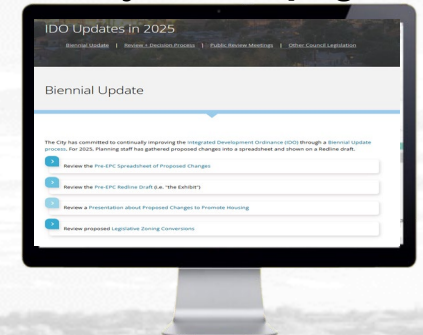 IDO Updates in 2025
Biennial Update | Review + Decision Process | Public Review Meetings | Other Council Legislation
Biennial Update
The City has committed to continually improving the Integrated Development Ordinance (IDO) through a Biennial Update
process. For 2025, Planning staff has gathered proposed changes into a spreadsheet and shown on a Redline draft.
Review the Pre-EPC Spreadsheet of Proposed Changes
Review the Pre-EPC Redline Draft (i.e. "the Exhibit")
Review a Presentation about Proposed Changes to Promote Housing
Review proposed Legislative Zoning Conversions